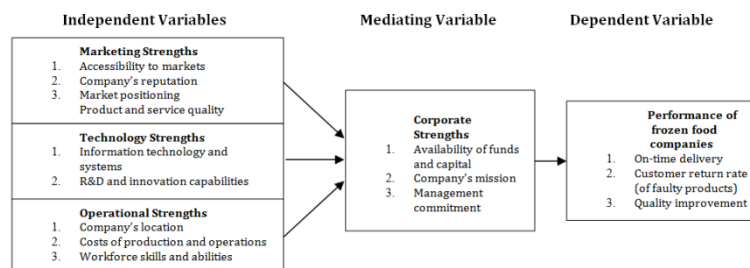 Independent Variables
Mediating Variable
Dependent Variable
Marketing Strengths
1. Accessibility to markets
2. Company's reputation
3. Market positioning
Product and service quality
Technology Strengths
1. Information technology and
systems
2. R&D and innovation capabilities
Operational Strengths
1. Company's location
2. Costs of production and operations
3. Workforce skills and abilities
Corporate
Strengths
1. Availability of funds
and capital
2. Company's mission
3. Management
commitment
Performance of
frozen food
companies
1. On-time delivery
2. Customer return rate
(of faulty products)
3. Quality improvement